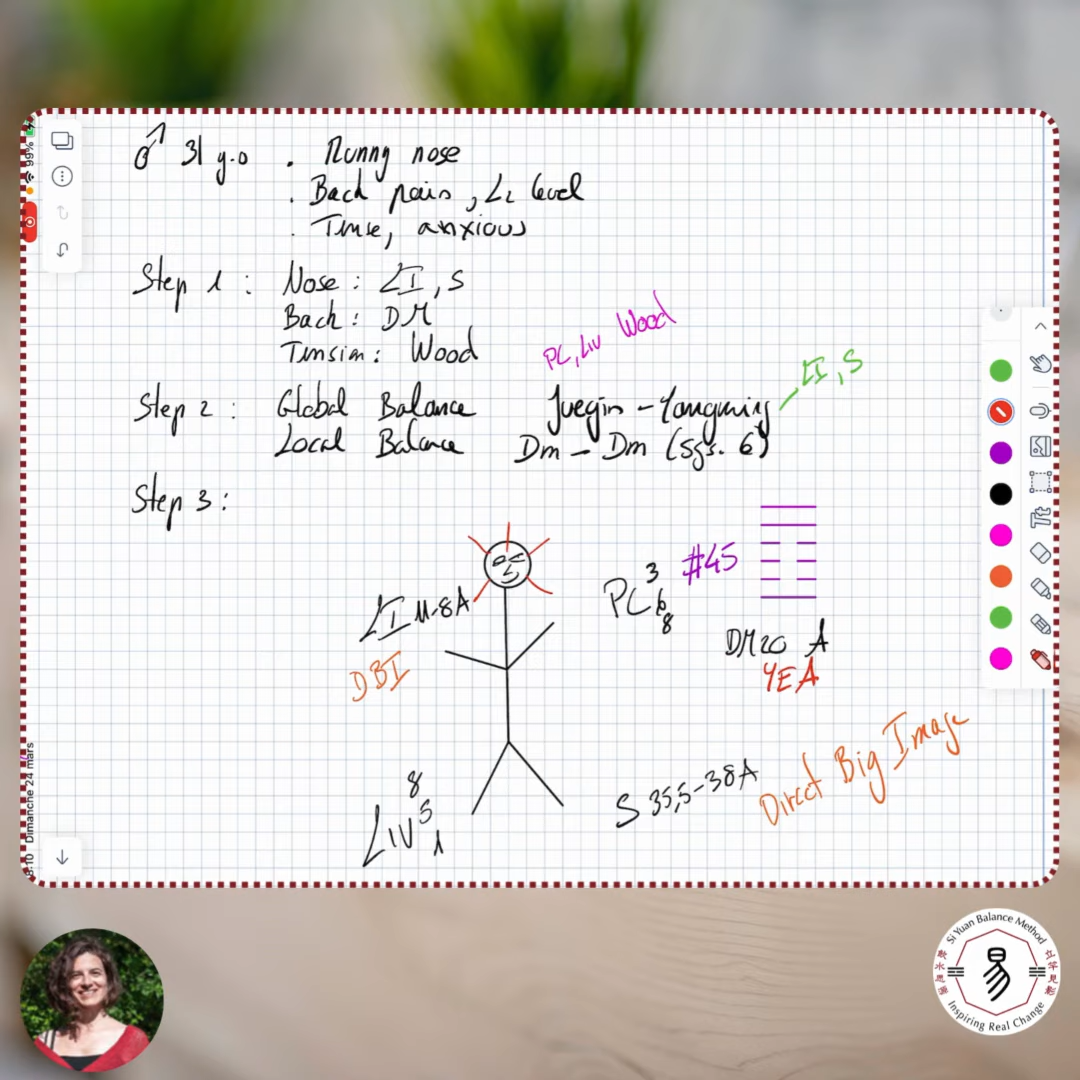 ♂ 31 y.o . Runny nose
. Back pain, L2 level
. Tense, anxious
Step 1 : Nose : LI, S
Back : DM
Tension : Wood
PC, Liv Wood
LI, S
Step 2 : Global Balance Juegin - Yangming
Local Balance Dm - Dm (sys. 6)
Step 3 :
LI 11-8A
DBI
PC 3 6 8
#45
DM20 A
YEA
LIV 8 5 1
S 35,5-38A
Direct Big Image
99%
Dimanche 24 mars
Si Yuan Balance Method
易
Inspiring Real Change